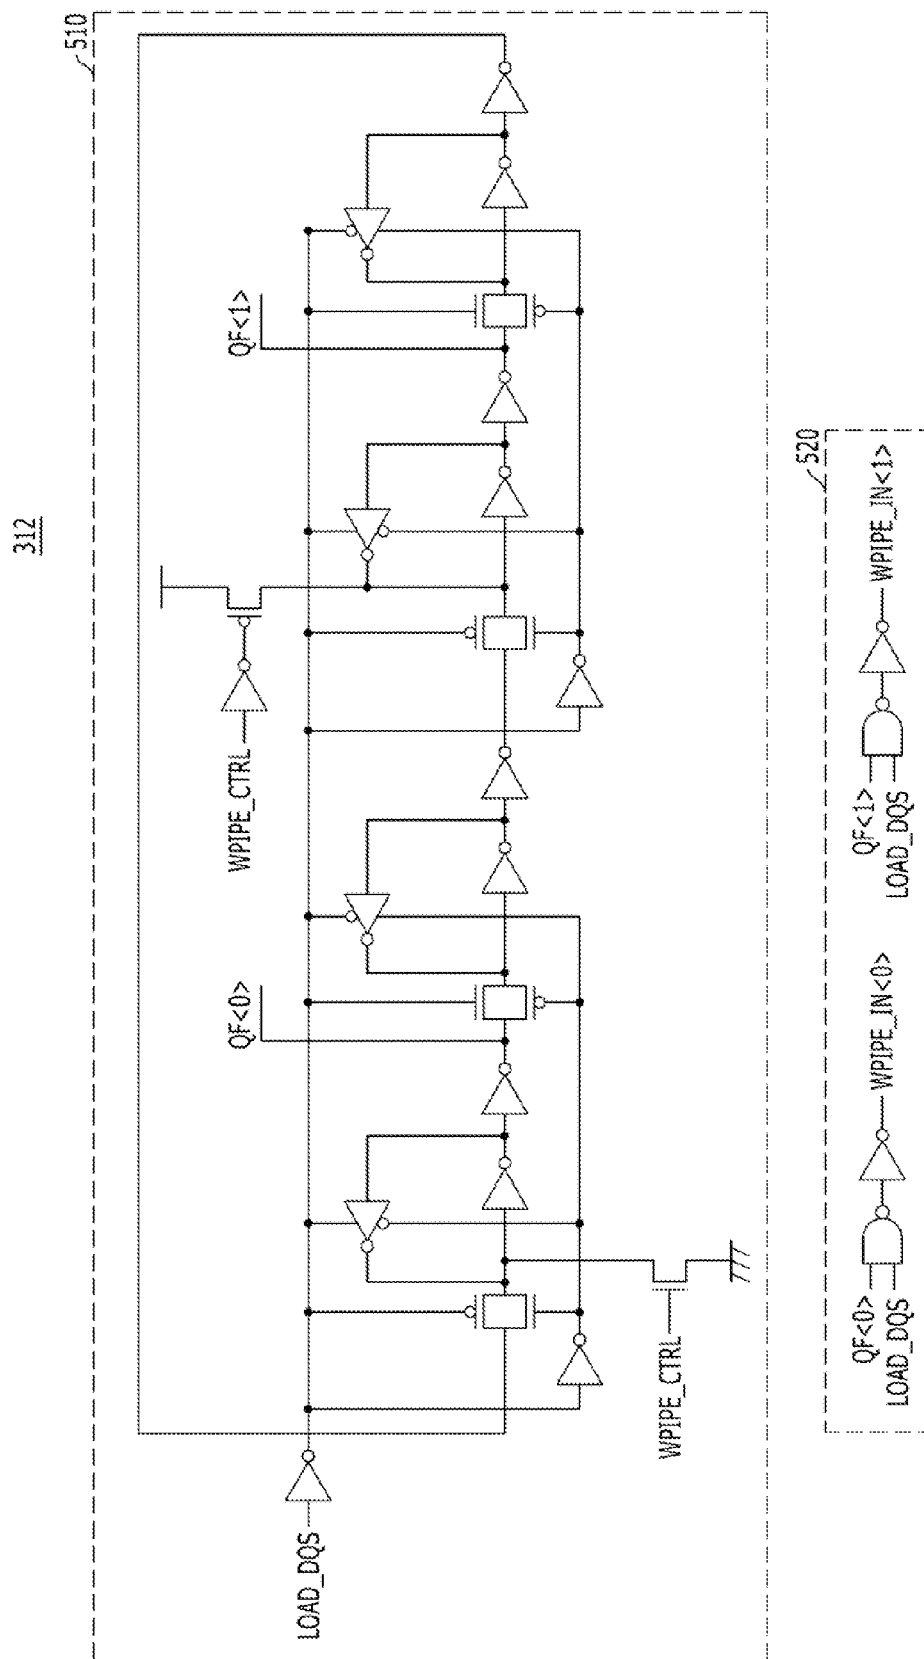 312
510
LOAD_DQS
WPIPE_CTRL
QF<0>
WPIPE_CTRL
QF<1>
520
QF<0>
LOAD_DQS
WPIPE_IN<0>
QF<1>
LOAD_DQS
WPIPE_IN<1>